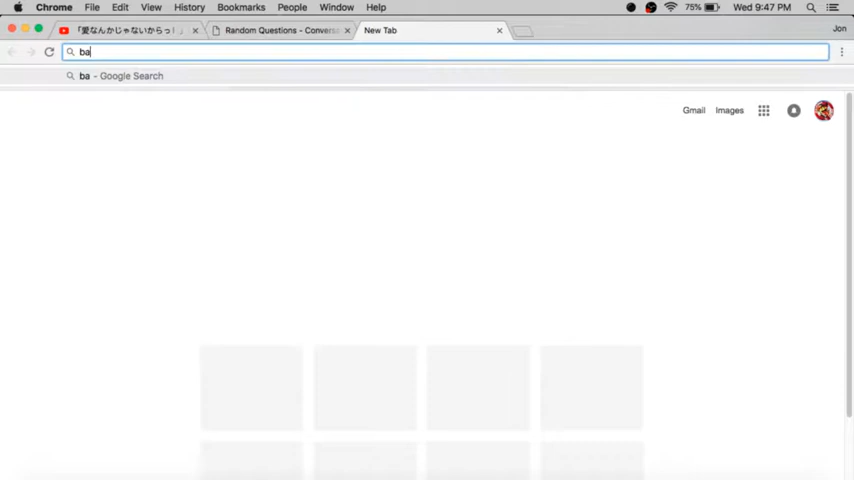 Chrome File Edit View History Bookmarks People Window Help 75% Wed 9:47 PM
「愛なんかじゃないからっ！」 Random Questions - Conversa New Tab Jon
ba
ba - Google Search
Gmail Images